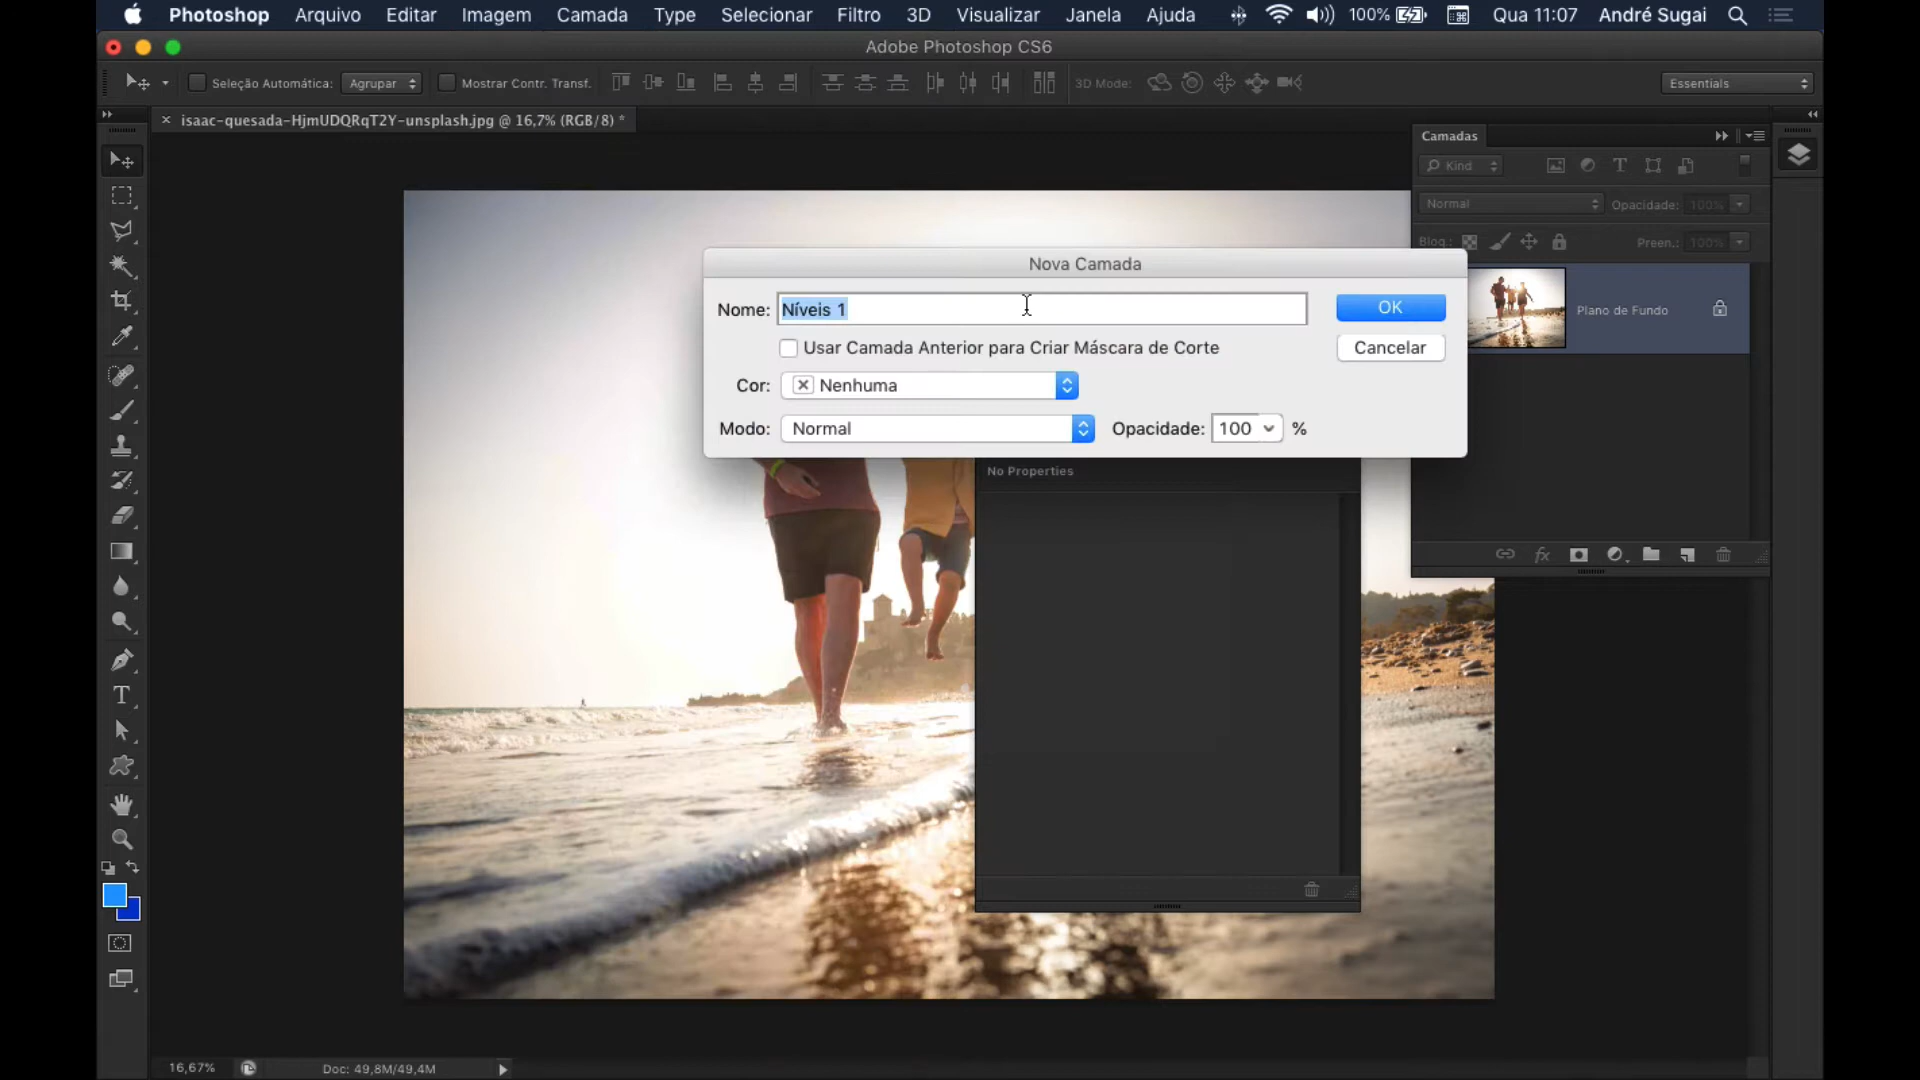 Photoshop Arquivo Editar Imagem Camada Type Selecionar Filtro 3D Visualizar Janela Ajuda 100% Qua 11:07 André Sugai
Adobe Photoshop CS6
Seleção Automática: Agrupar Mostrar Contr. Transf. 3D Mode: Essentials
× isaac-quesada-HjmUDQRqT2Y-unsplash.jpg @ 16,7% (RGB/8) *
Camadas
Kind
Normal Opacidade: 100%
Bloq.: Preen.: 100%
Nova Camada
Nome: Níveis 1 OK
Plano de Fundo
Usar Camada Anterior para Criar Máscara de Corte Cancelar
Cor: Nenhuma
Modo: Normal Opacidade: 100 %
No Properties
16,67% Doc: 49,8M/49,4M